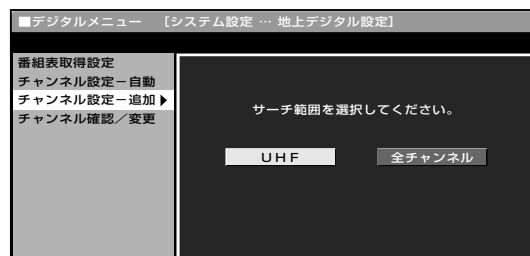 ■デジタルメニュー [システム設定 … 地上デジタル設定]
番組表取得設定
チャンネル設定－自動
チャンネル設定－追加▶
チャンネル確認／変更
サーチ範囲を選択してください。
ＵＨＦ 全チャンネル